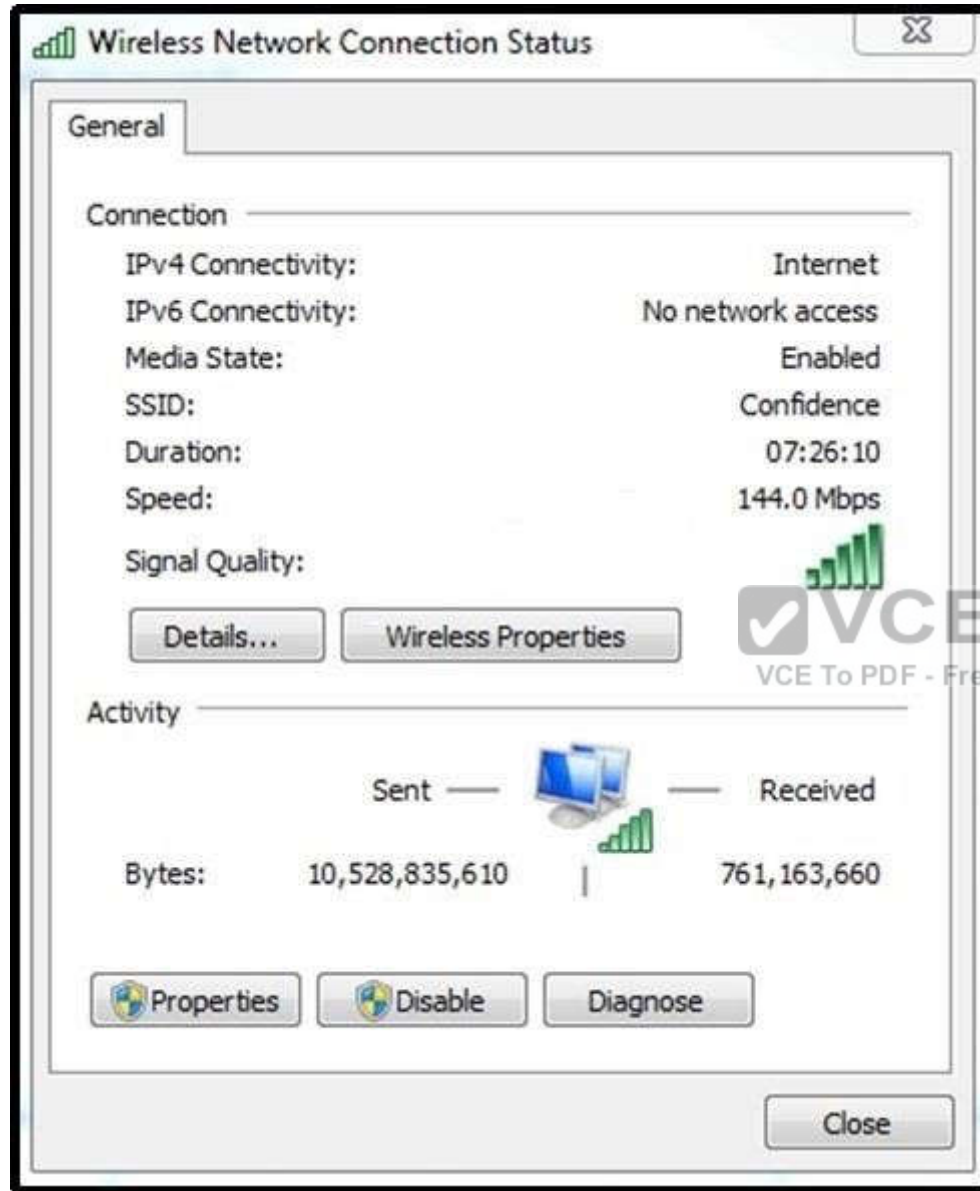 Wireless Network Connection Status
General
Connection
IPv4 Connectivity: Internet
IPv6 Connectivity: No network access
Media State: Enabled
SSID: Confidence
Duration: 07:26:10
Speed: 144.0 Mbps
Signal Quality:
Details... Wireless Properties
VCE
VCE To PDF - Fre
Activity
Sent Received
Bytes: 10,528,835,610 761,163,660
Properties Disable Diagnose
Close